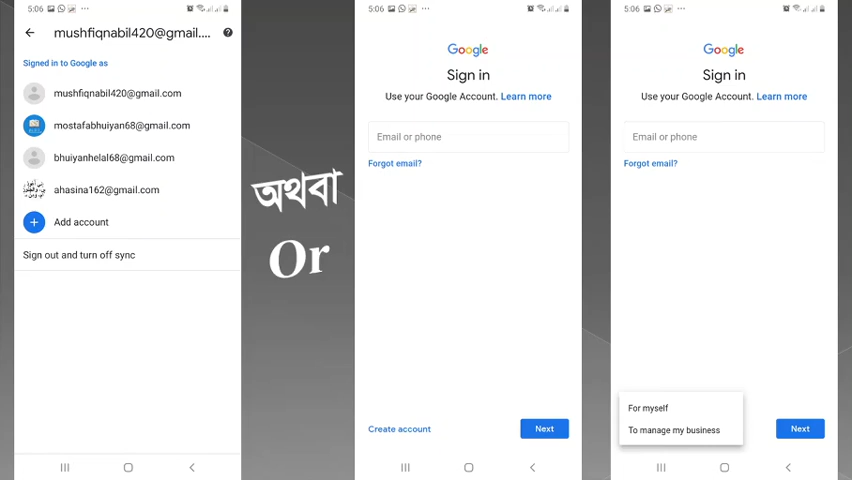 5:06
mushfiqnabil420@gmail....
Signed in to Google as
mushfiqnabil420@gmail.com
mostafabhuiyan68@gmail.com
bhuiyanhelal68@gmail.com
ahasina162@gmail.com
Add account
Sign out and turn off sync
অথবা
Or
5:06
Google
Sign in
Use your Google Account. Learn more
Email or phone
Forgot email?
Create account
Next
5:06
Google
Sign in
Use your Google Account. Learn more
Email or phone
Forgot email?
For myself
To manage my business
Next